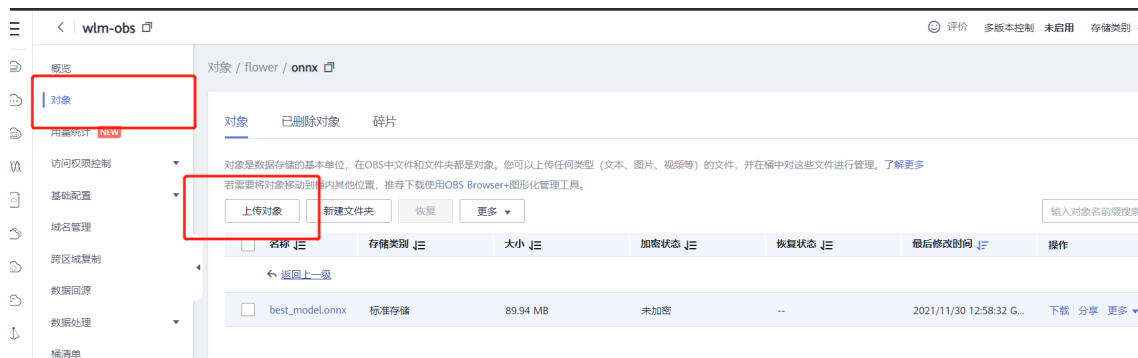 wlm-obs
评价 多版本控制 未启用 存储类别
概览
对象 / flower / onnx
对象
对象 已删除对象 碎片
用量统计 NEW
访问权限控制
对象是数据存储的基本单位，在OBS中文件和文件夹都是对象。您可以上传任何类型（文本、图片、视频等）的文件，并在桶中对这些文件进行管理。了解更多
若需要将对象移动到桶内其他位置，推荐下载使用OBS Browser+图形化管理工具。
基础配置
上传对象 新建文件夹 恢复 更多
输入对象名前缀搜索
域名管理
名称 存储类别 大小 加密状态 恢复状态 最后修改时间 操作
跨区域复制
返回上一级
数据回源
best_model.onnx 标准存储 89.94 MB 未加密 -- 2021/11/30 12:58:32 G... 下载 分享 更多
数据处理
桶清单